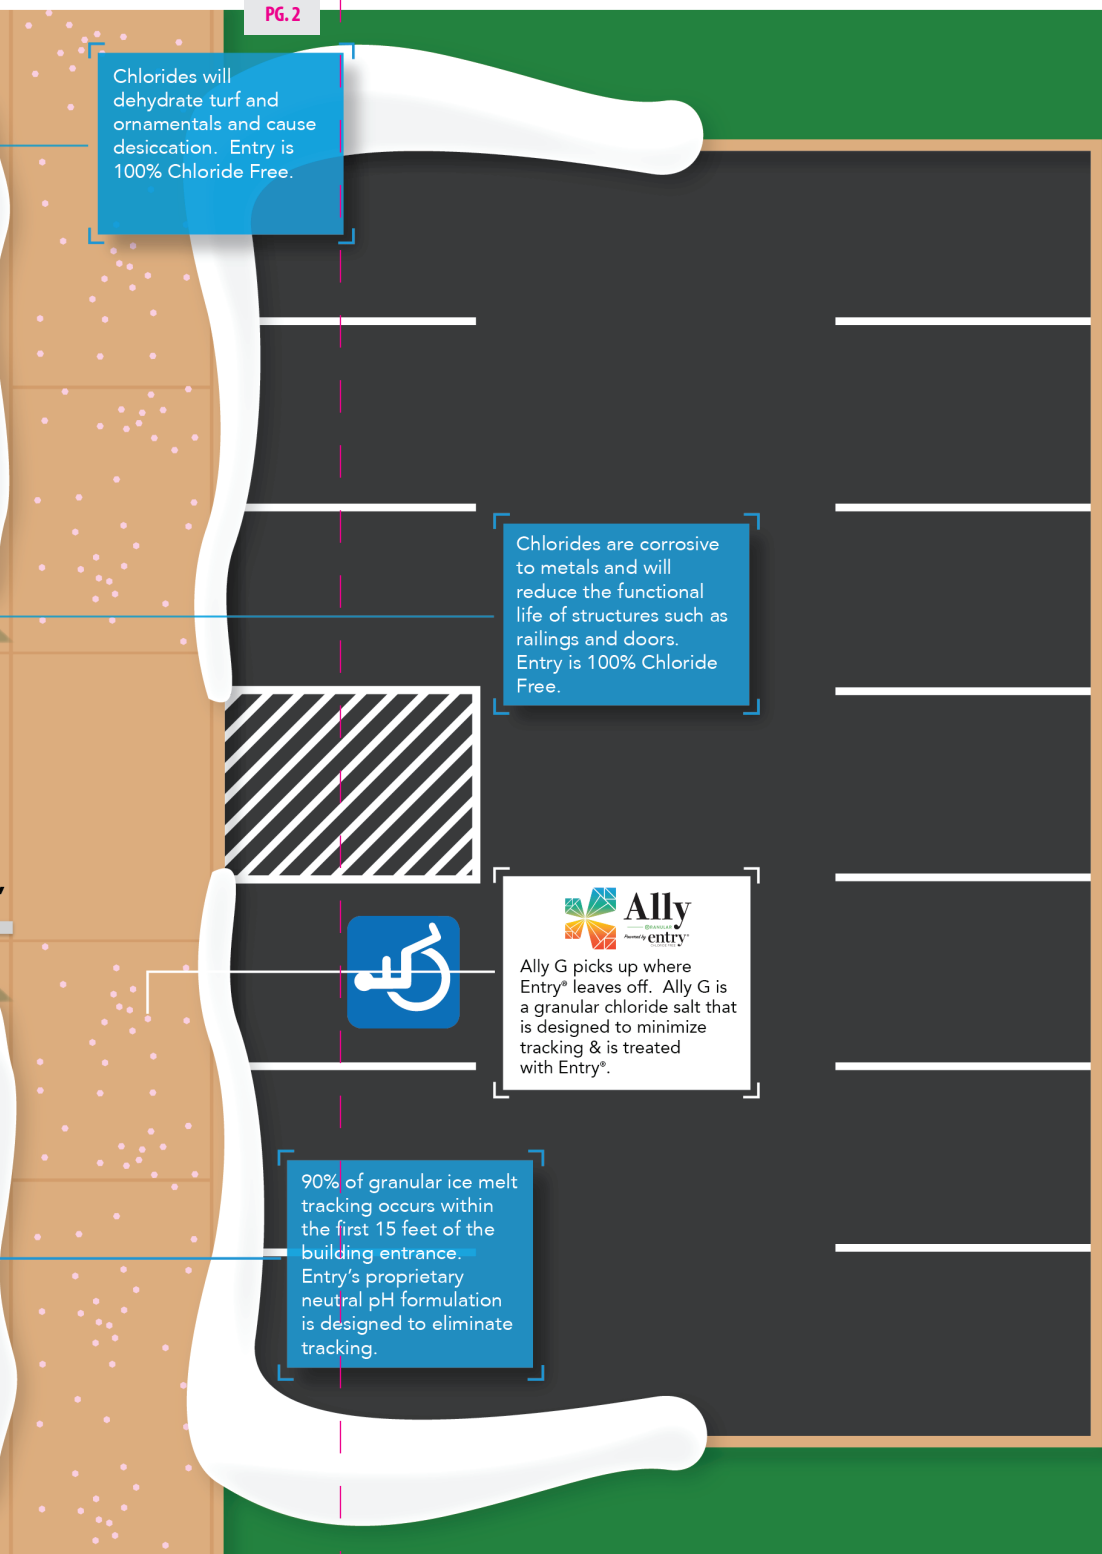 PG. 2
Chlorides will
dehydrate turf and
ornamentals and cause
desiccation. Entry is
100% Chloride Free.
Chlorides are corrosive
to metals and will
reduce the functional
life of structures such as
railings and doors.
Entry is 100% Chloride
Free.
Ally
GRANULAR
Powered by entry®
Ally G picks up where
Entry® leaves off. Ally G is
a granular chloride salt that
is designed to minimize
tracking & is treated
with Entry®.
90% of granular ice melt
tracking occurs within
the first 15 feet of the
building entrance.
Entry’s proprietary
neutral pH formulation
is designed to eliminate
tracking.